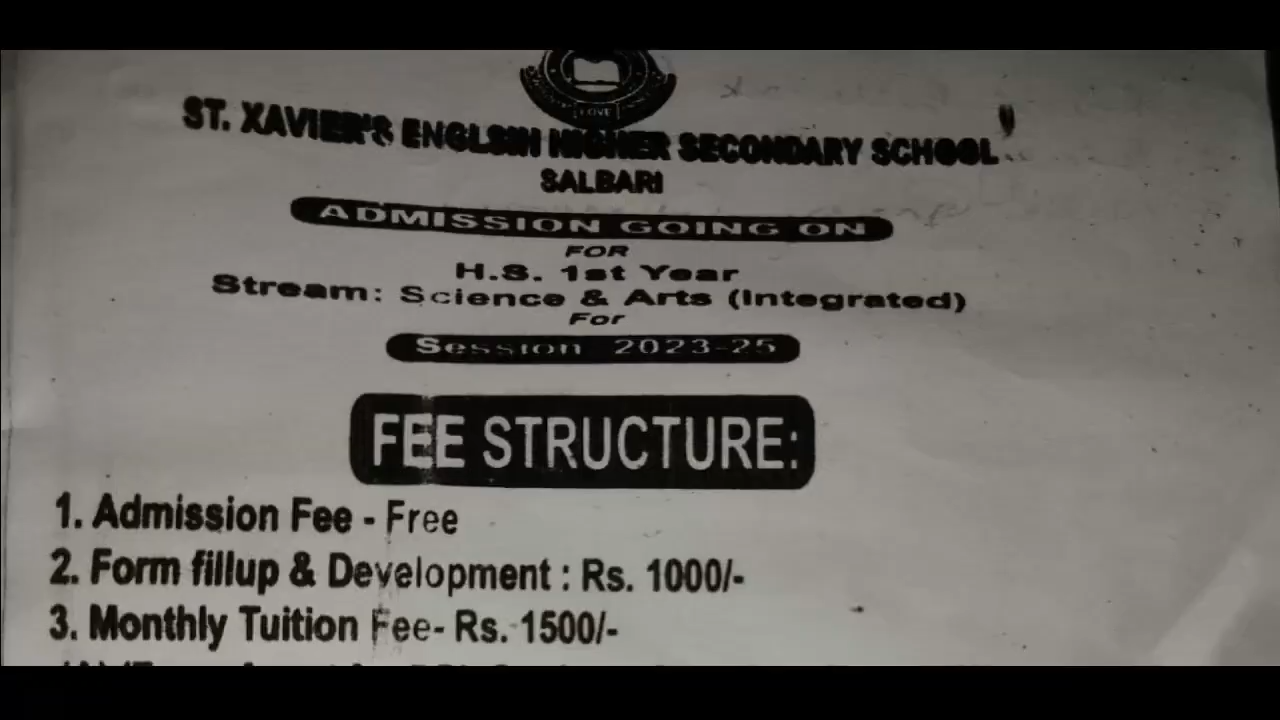 LOVE
ST. XAVIER'S ENGLSIH HIGHER SECONDARY SCHOOL
SALBARI
ADMISSION GOING ON
FOR
H.S. 1st Year
Stream: Science & Arts (Integrated)
For
Session 2023-25
FEE STRUCTURE:
1. Admission Fee - Free
2. Form fillup & Development : Rs. 1000/-
3. Monthly Tuition Fee- Rs. 1500/-